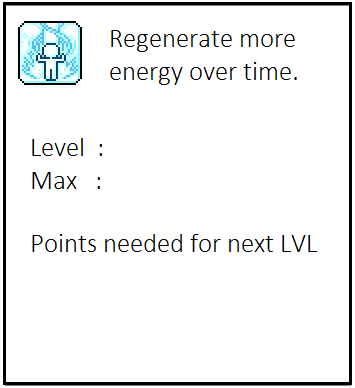 Regenerate more
energy over time.
Level :
Max :
Points needed for next LVL